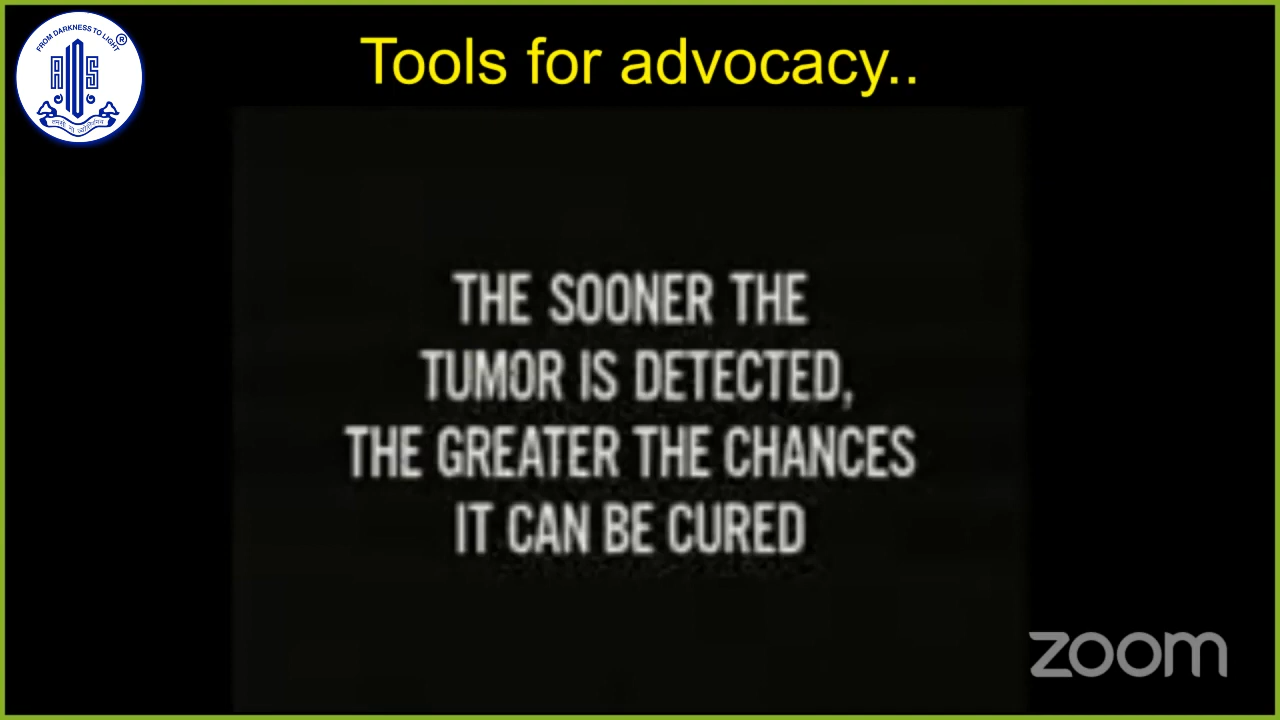 FROM DARKNESS TO LIGHT
®
AIOS
Tools for advocacy..
THE SOONER THE
TUMOR IS DETECTED,
THE GREATER THE CHANCES
IT CAN BE CURED
zoom